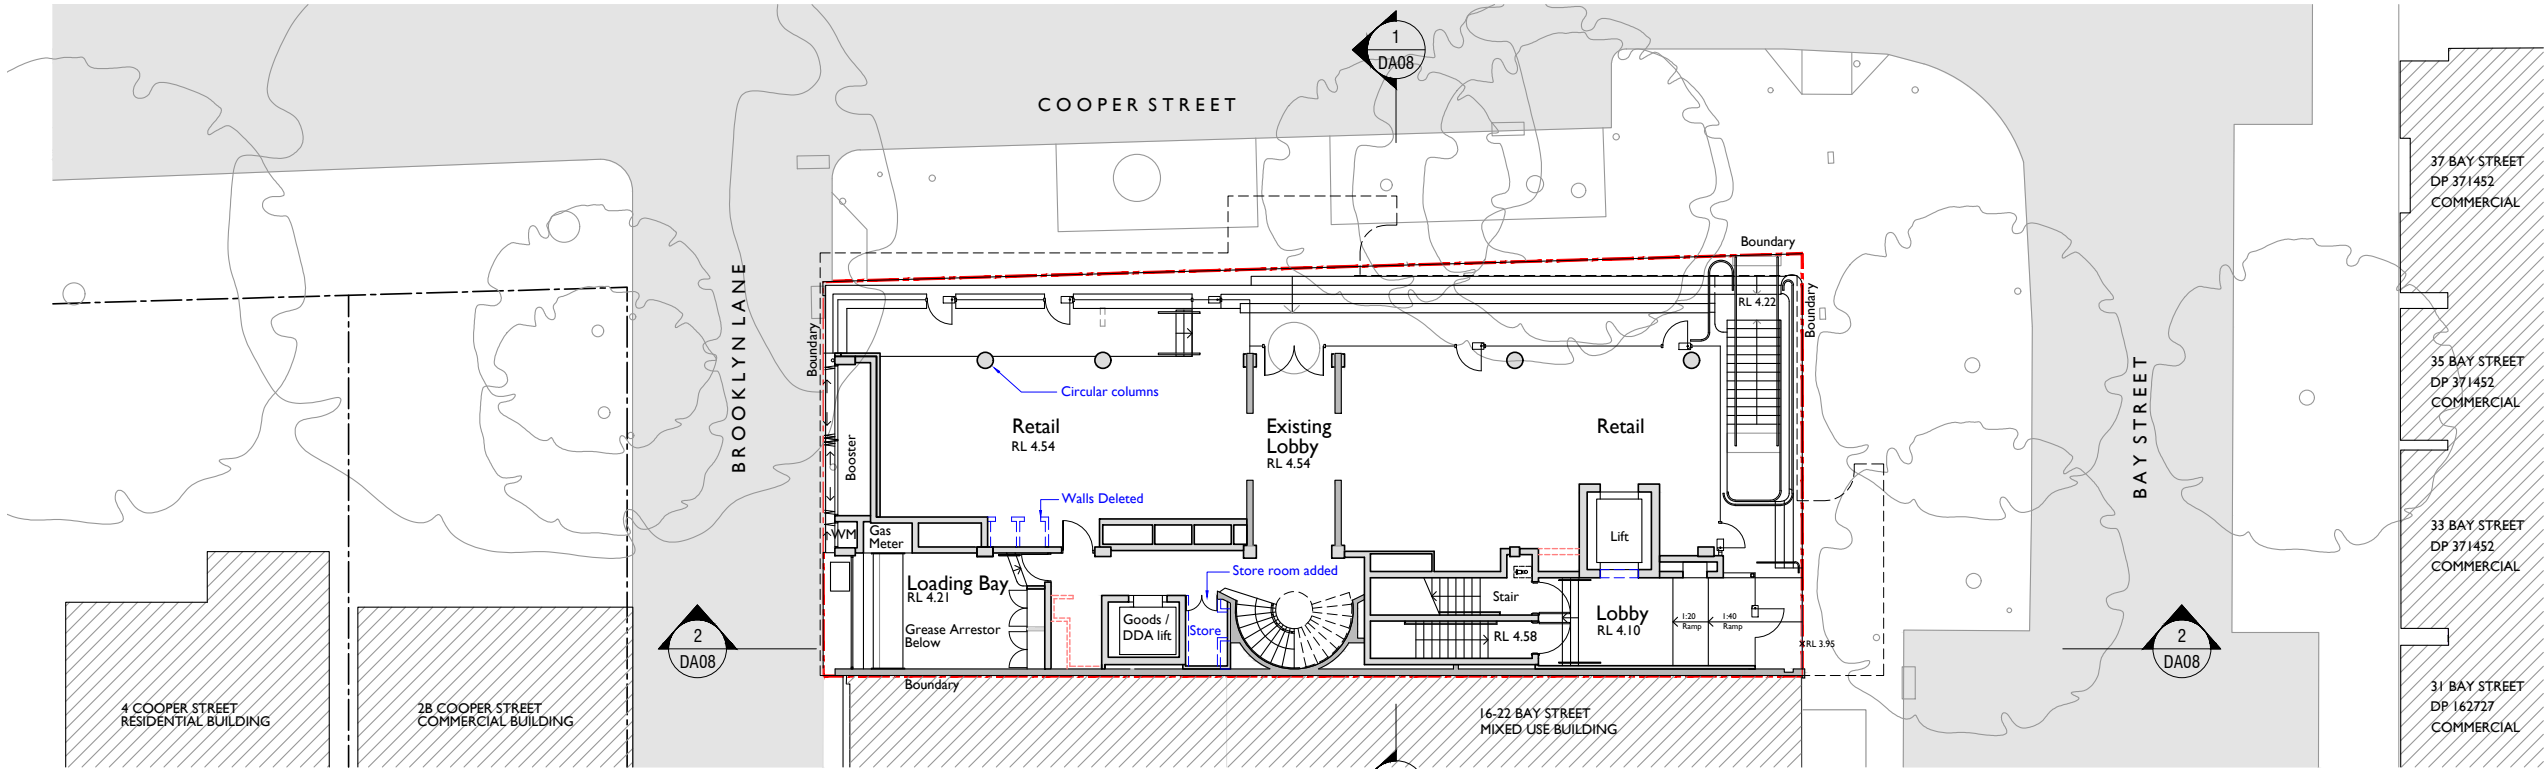 1
DA08
COOPER STREET
37 BAY STREET
DP 371452
COMMERCIAL
Boundary
BROOKLYN LANE
Boundary
RL 4.22
Boundary
BAY STREET
35 BAY STREET
DP 371452
COMMERCIAL
Circular columns
Retail
RL 4.54
Existing
Lobby
RL 4.54
Retail
Booster
Walls Deleted
WM
Gas
Meter
Lift
33 BAY STREET
DP 371452
COMMERCIAL
Loading Bay
RL 4.21
Store room added
Stair
Grease Arrestor
Below
Goods /
DDA lift
Store
RL 4.58
Lobby
RL 4.10
1:20
Ramp
1:40
Ramp
XRL 3.95
2
DA08
2
DA08
Boundary
4 COOPER STREET
RESIDENTIAL BUILDING
2B COOPER STREET
COMMERCIAL BUILDING
16-22 BAY STREET
MIXED USE BUILDING
31 BAY STREET
DP 162727
COMMERCIAL